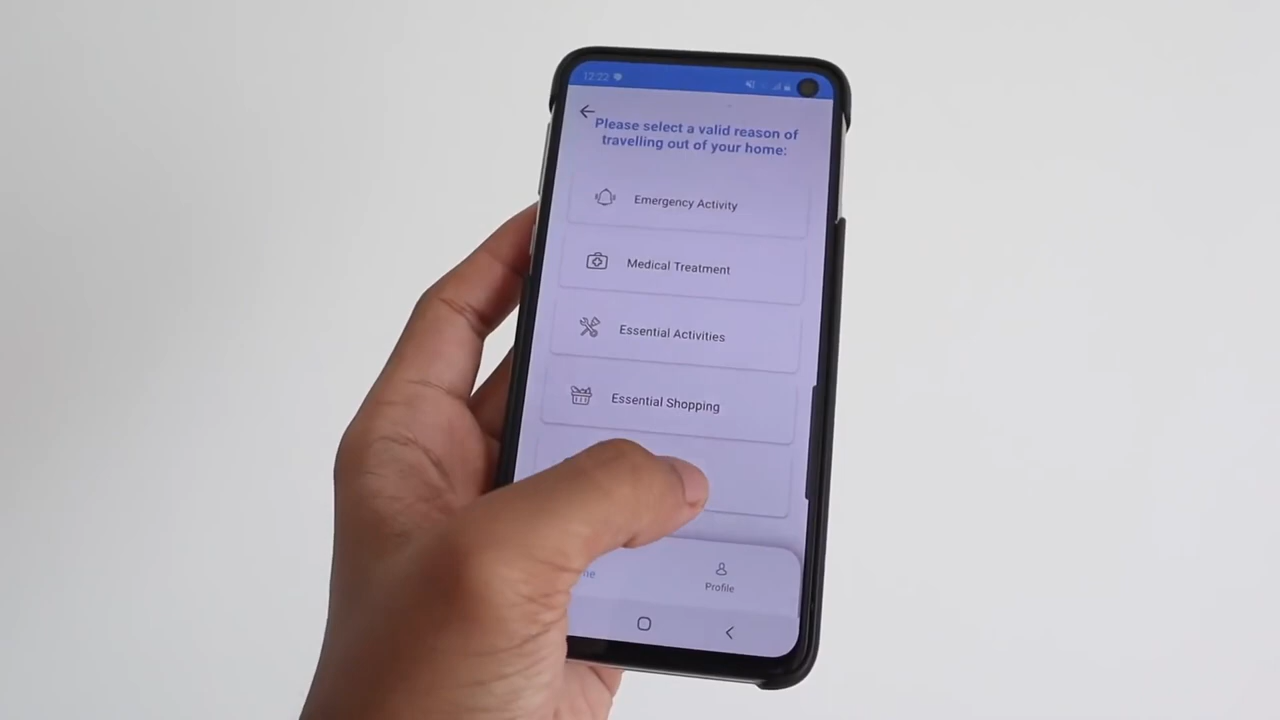 12:22
Please select a valid reason of
travelling out of your home:
Emergency Activity
Medical Treatment
Essential Activities
Essential Shopping
Profile